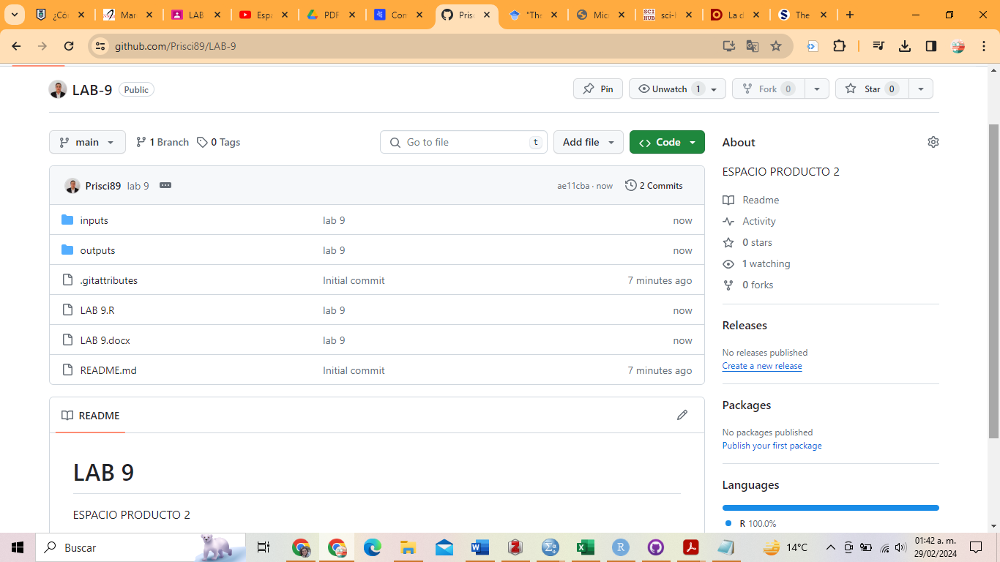 ¿Có
Mar
LAB
Espa
PDF
Con
Pris
"The
Micr
SCI HUB sci-
La d
The
github.com/Prisci89/LAB-9
LAB-9 Public
Pin
Unwatch 1
Fork 0
Star 0
main
1 Branch
0 Tags
Go to file t
Add file
Code
Prisci89 lab 9
ae11cba · now
2 Commits
inputs lab 9 now
outputs lab 9 now
.gitattributes Initial commit 7 minutes ago
LAB 9.R lab 9 now
LAB 9.docx lab 9 now
README.md Initial commit 7 minutes ago
README
LAB 9
ESPACIO PRODUCTO 2
About
ESPACIO PRODUCTO 2
Readme
Activity
0 stars
1 watching
0 forks
Releases
No releases published
Create a new release
Packages
No packages published
Publish your first package
Languages
R 100.0%
Buscar
14°C
01:42 a. m.
29/02/2024